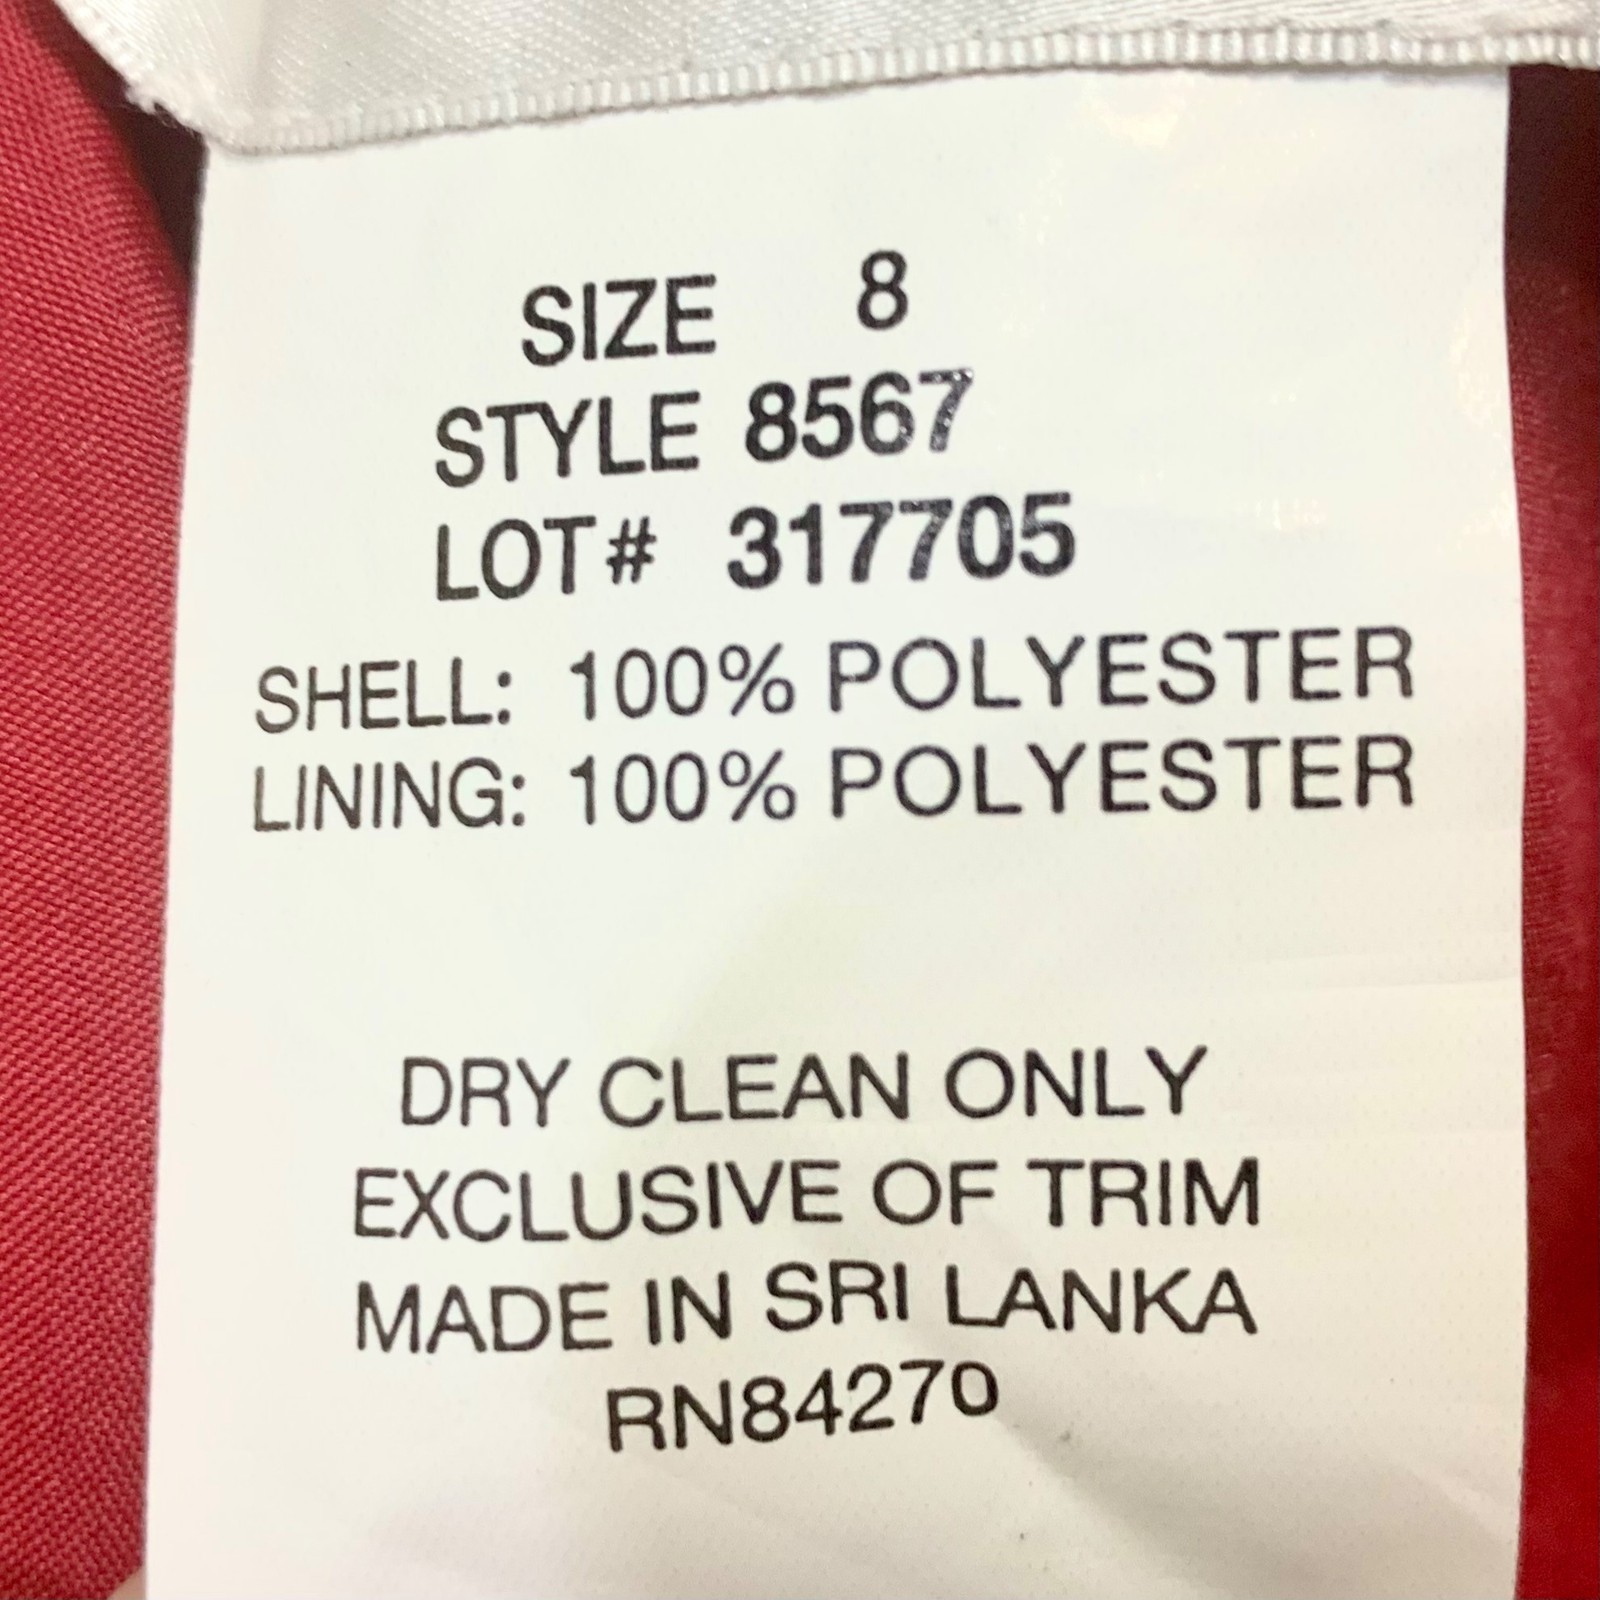 SIZE 8
STYLE 8567
LOT# 317705
SHELL: 100% POLYESTER
LINING: 100% POLYESTER
DRY CLEAN ONLY
EXCLUSIVE OF TRIM
MADE IN SRI LANKA
RN84270